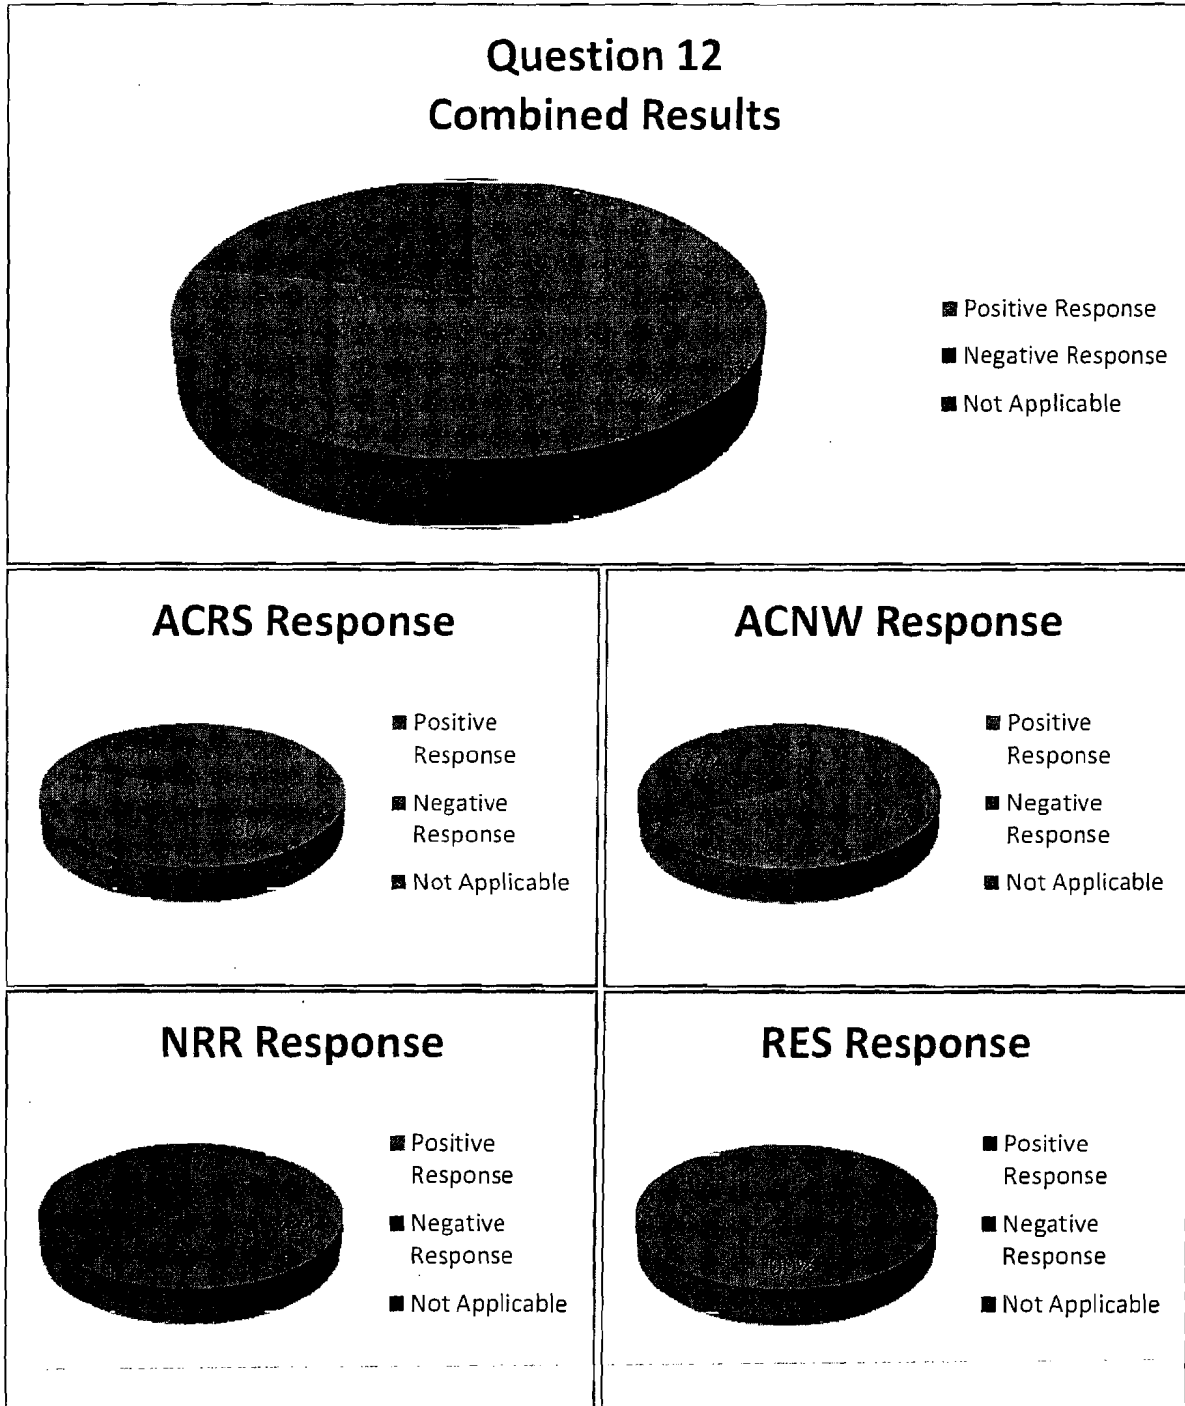 Question 12
Combined Results
Positive Response
Negative Response
Not Applicable
ACRS Response
Positive
Response
Negative
Response
Not Applicable
80%
ACNW Response
Positive
Response
Negative
Response
Not Applicable
NRR Response
Positive
Response
Negative
Response
Not Applicable
RES Response
Positive
Response
Negative
Response
Not Applicable
100%